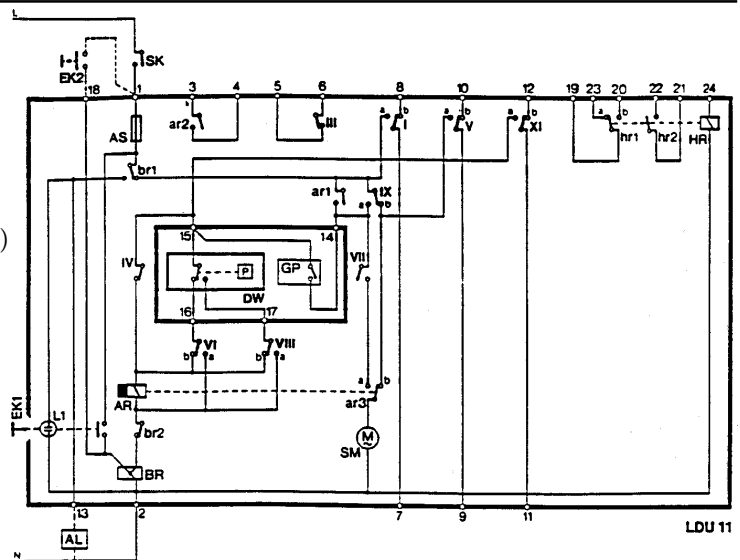 L
EK2
SK
18
1
3
4
5
6
8
10
12
19
23
20
22
21
24
AS
ar2
III
a
b
I
a
b
V
a
b
XI
a
b
hr1
a
b
hr2
HR
br1
ar1
IX
a
b
)
15
14
IV
P
GP
VII
DW
16
17
VI
b
a
VIII
b
a
AR
a
b
ar3
EK1
L1
br2
M
~
SM
BR
13
2
7
9
11
LDU 11
AL
N